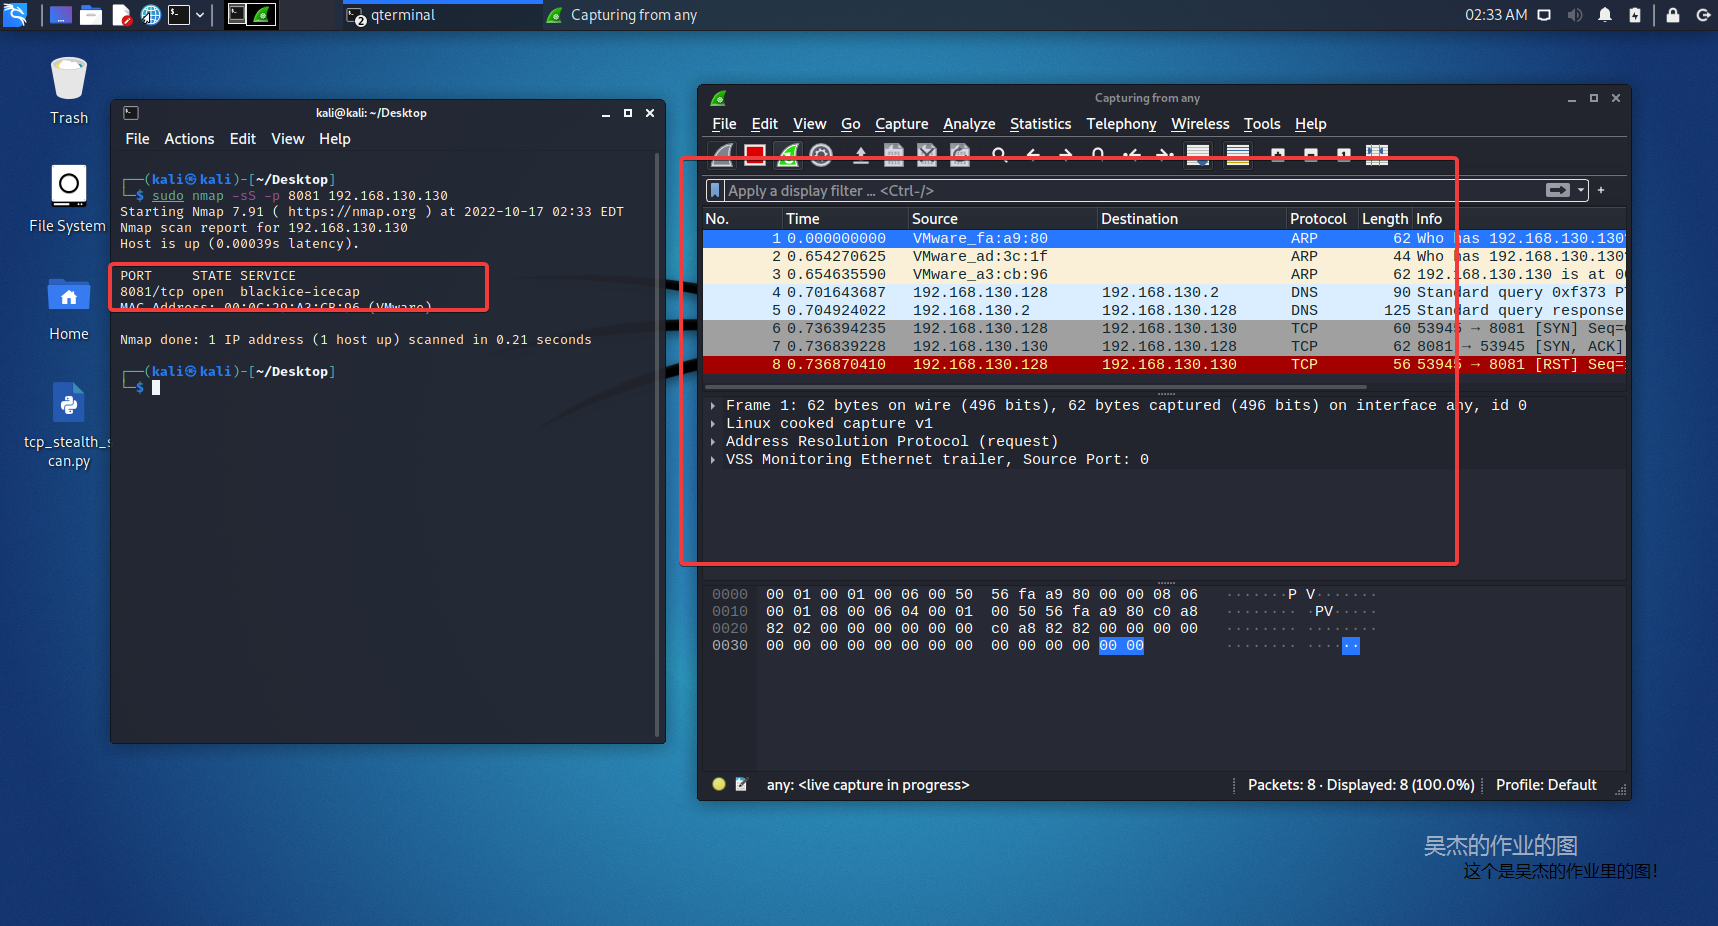 qterminal
Capturing from any
02:33 AM
Trash
File System
Home
tcp_stealth_s
can.py
kali@kali: ~/Desktop
File Actions Edit View Help
(kali㉿kali)-[~/Desktop]
$ sudo nmap -sS -p 8081 192.168.130.130
Starting Nmap 7.91 ( https://nmap.org ) at 2022-10-17 02:33 EDT
Nmap scan report for 192.168.130.130
Host is up (0.00039s latency).
PORT STATE SERVICE
8081/tcp open blackice-icecap
MAC Address: 00:0C:29:A3:CB:96 (VMware)
Nmap done: 1 IP address (1 host up) scanned in 0.21 seconds
(kali㉿kali)-[~/Desktop]
$
Capturing from any
File Edit View Go Capture Analyze Statistics Telephony Wireless Tools Help
Apply a display filter ... <Ctrl-/>
No. Time Source Destination Protocol Length Info
1 0.000000000 VMware_fa:a9:80 ARP 62 Who has 192.168.130.130?
2 0.654270625 VMware_ad:3c:1f ARP 44 Who has 192.168.130.130?
3 0.654635590 VMware_a3:cb:96 ARP 62 192.168.130.130 is at 00
4 0.701643687 192.168.130.128 192.168.130.2 DNS 90 Standard query 0xf373 PT
5 0.704924022 192.168.130.2 192.168.130.128 DNS 125 Standard query response
6 0.736394235 192.168.130.128 192.168.130.130 TCP 60 53945 → 8081 [SYN] Seq=
7 0.736839228 192.168.130.130 192.168.130.128 TCP 62 8081 → 53945 [SYN, ACK]
8 0.736870410 192.168.130.128 192.168.130.130 TCP 56 53945 → 8081 [RST] Seq=
Frame 1: 62 bytes on wire (496 bits), 62 bytes captured (496 bits) on interface any, id 0
Linux cooked capture v1
Address Resolution Protocol (request)
VSS Monitoring Ethernet trailer, Source Port: 0
0000 00 01 00 01 00 06 00 50 56 fa a9 80 00 00 08 06 ·······P V·······
0010 00 01 08 00 06 04 00 01 00 50 56 fa a9 80 c0 a8 ········ ·PV·····
0020 82 02 00 00 00 00 00 00 c0 a8 82 82 00 00 00 00 ········ ········
0030 00 00 00 00 00 00 00 00 00 00 00 00 00 00 ········ ······
any: <live capture in progress>
Packets: 8 · Displayed: 8 (100.0%)
Profile: Default
吴杰的作业的图
这个是吴杰的作业里的图!